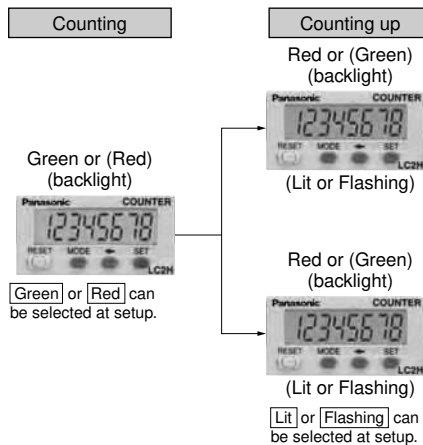 Counting
Green or (Red)
(backlight)
Panasonic COUNTER
12345678
RESET MODE ← SET
LC2H
Green or Red can
be selected at setup.
Counting up
Red or (Green)
(backlight)
Panasonic COUNTER
12345678
RESET MODE ← SET
LC2H
(Lit or Flashing)
Red or (Green)
(backlight)
Panasonic COUNTER
12345678
RESET MODE ← SET
LC2H
(Lit or Flashing)
Lit or Flashing can
be selected at setup.